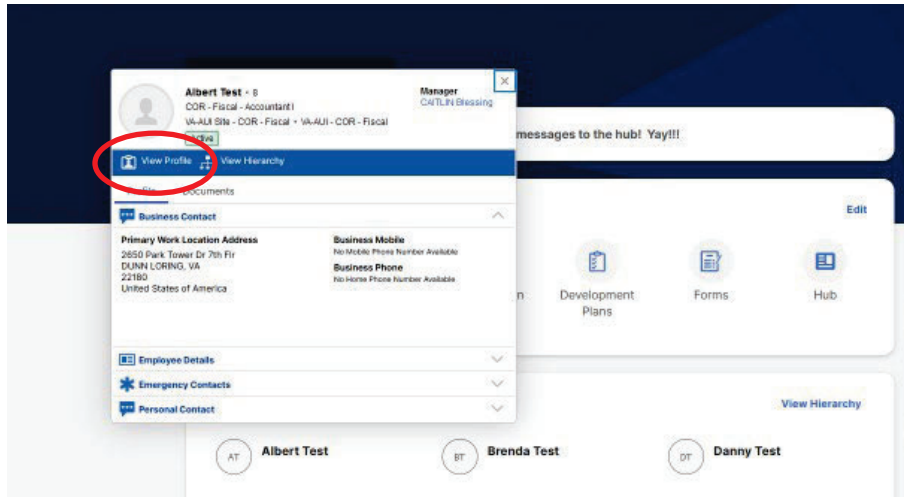 Albert Test - 8
Manager
COR - Fiscal - Accountant I
CAITLIN Blessing
VA-AUI Site - COR - Fiscal • VA-AUI - COR - Fiscal
Active
messages to the hub! Yay!!!
View Profile
View Hierarchy
Profile
Documents
Business Contact
Edit
Primary Work Location Address
2650 Park Tower Dr 7th Flr
DUNN LORING, VA
22180
United States of America
Business Mobile
No Mobile Phone Number Available
Business Phone
No Home Phone Number Available
n
Development
Plans
Forms
Hub
Employee Details
Emergency Contacts
Personal Contact
View Hierarchy
AT
Albert Test
BT
Brenda Test
DT
Danny Test